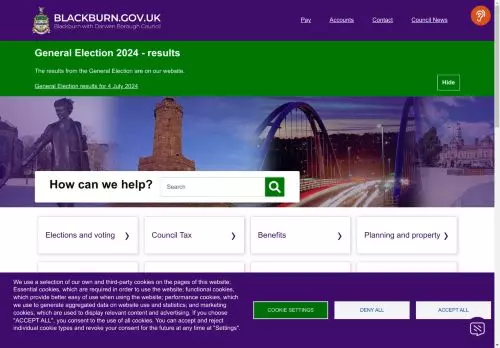 BLACKBURN.GOV.UK
Blackburn with Darwen Borough Council
Pay
Accounts
Contact
Council News
General Election 2024 - results
The results from the General Election are on our website.
General Election results for 4 July 2024
Hide
How can we help?
Search
Elections and voting
Council Tax
Benefits
Planning and property
We use a selection of our own and third-party cookies on the pages of this website:
Essential cookies, which are required in order to use the website; functional cookies,
which provide better easy of use when using the website; performance cookies, which
we use to generate aggregated data on website use and statistics; and marketing
cookies, which are used to display relevant content and advertising. If you choose
"ACCEPT ALL", you consent to the use of all cookies. You can accept and reject
individual cookie types and revoke your consent for the future at any time at "Settings".
COOKIE SETTINGS
DENY ALL
ACCEPT ALL